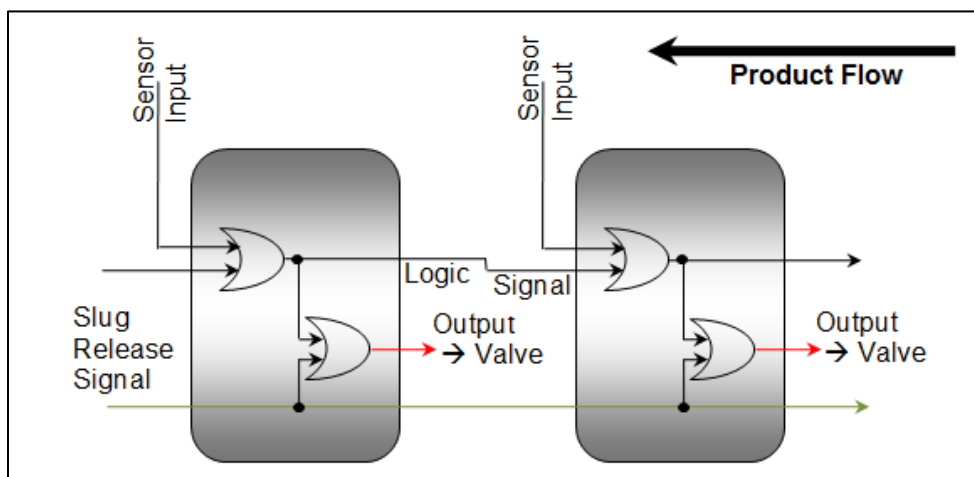 Sensor
Input
Sensor
Input
Product Flow
Logic
Signal
Slug
Release
Signal
Output
→ Valve
Output
→ Valve